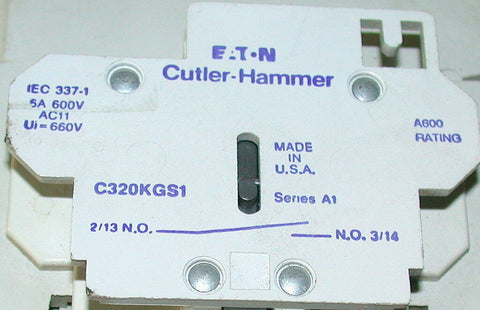 E.T•N
Cutler-Hammer
IEC 337-1
6A 600V
AC11
Ui=660V
A600
RATING
MADE
IN
U.S.A.
C320KGS1
Series A1
2/13 N.O.
N.O. 3/14